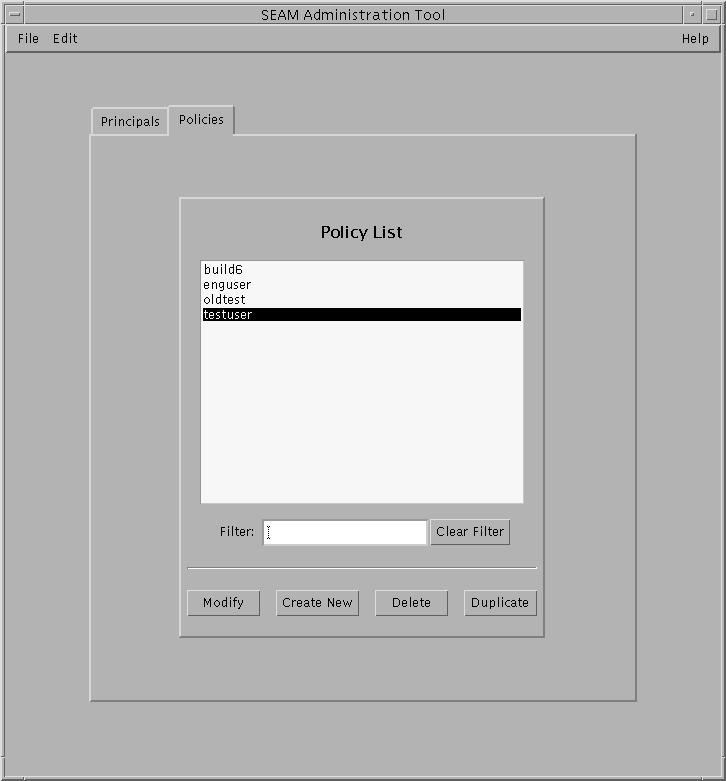 SEAM Administration Tool
File Edit Help
Principals Policies
Policy List
build6
enguser
oldtest
testuser
Filter: Clear Filter
Modify Create New Delete Duplicate